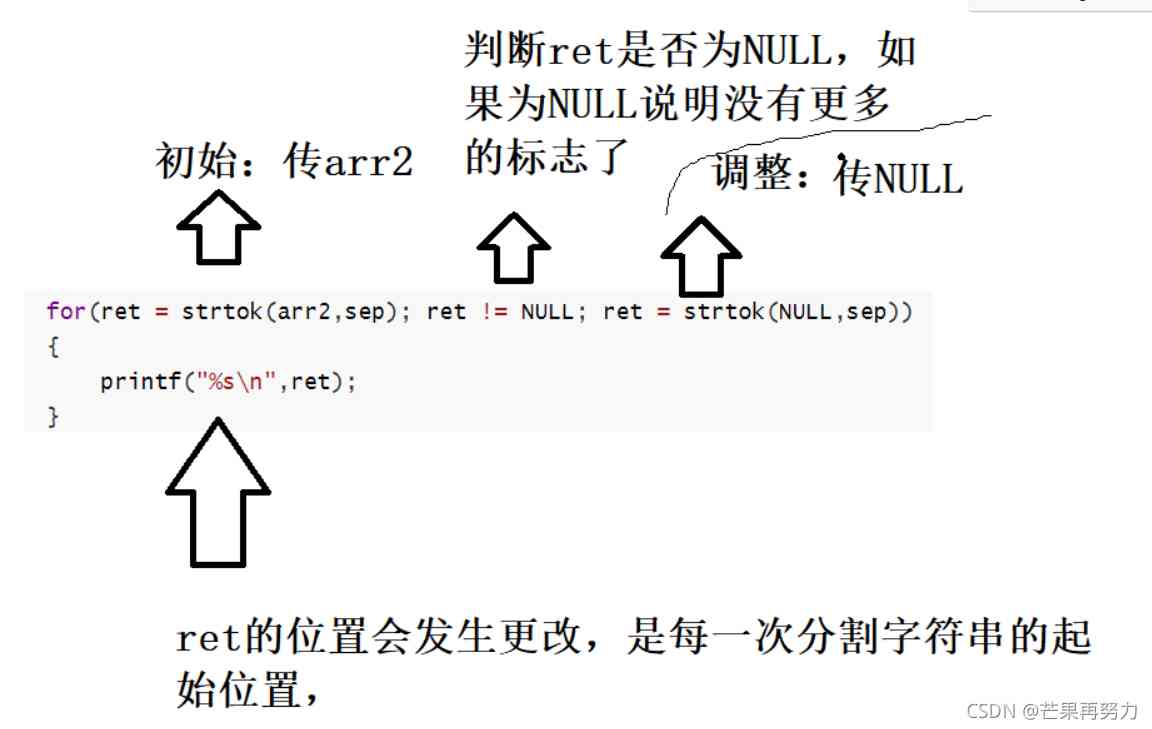 判断ret是否为NULL，如
果为NULL说明没有更多
的标志了
初始：传arr2
调整：传NULL
for(ret = strtok(arr2,sep); ret != NULL; ret = strtok(NULL,sep))
{
printf("%s\n",ret);
}
ret的位置会发生更改，是每一次分割字符串的起
始位置，
CSDN @芒果再努力